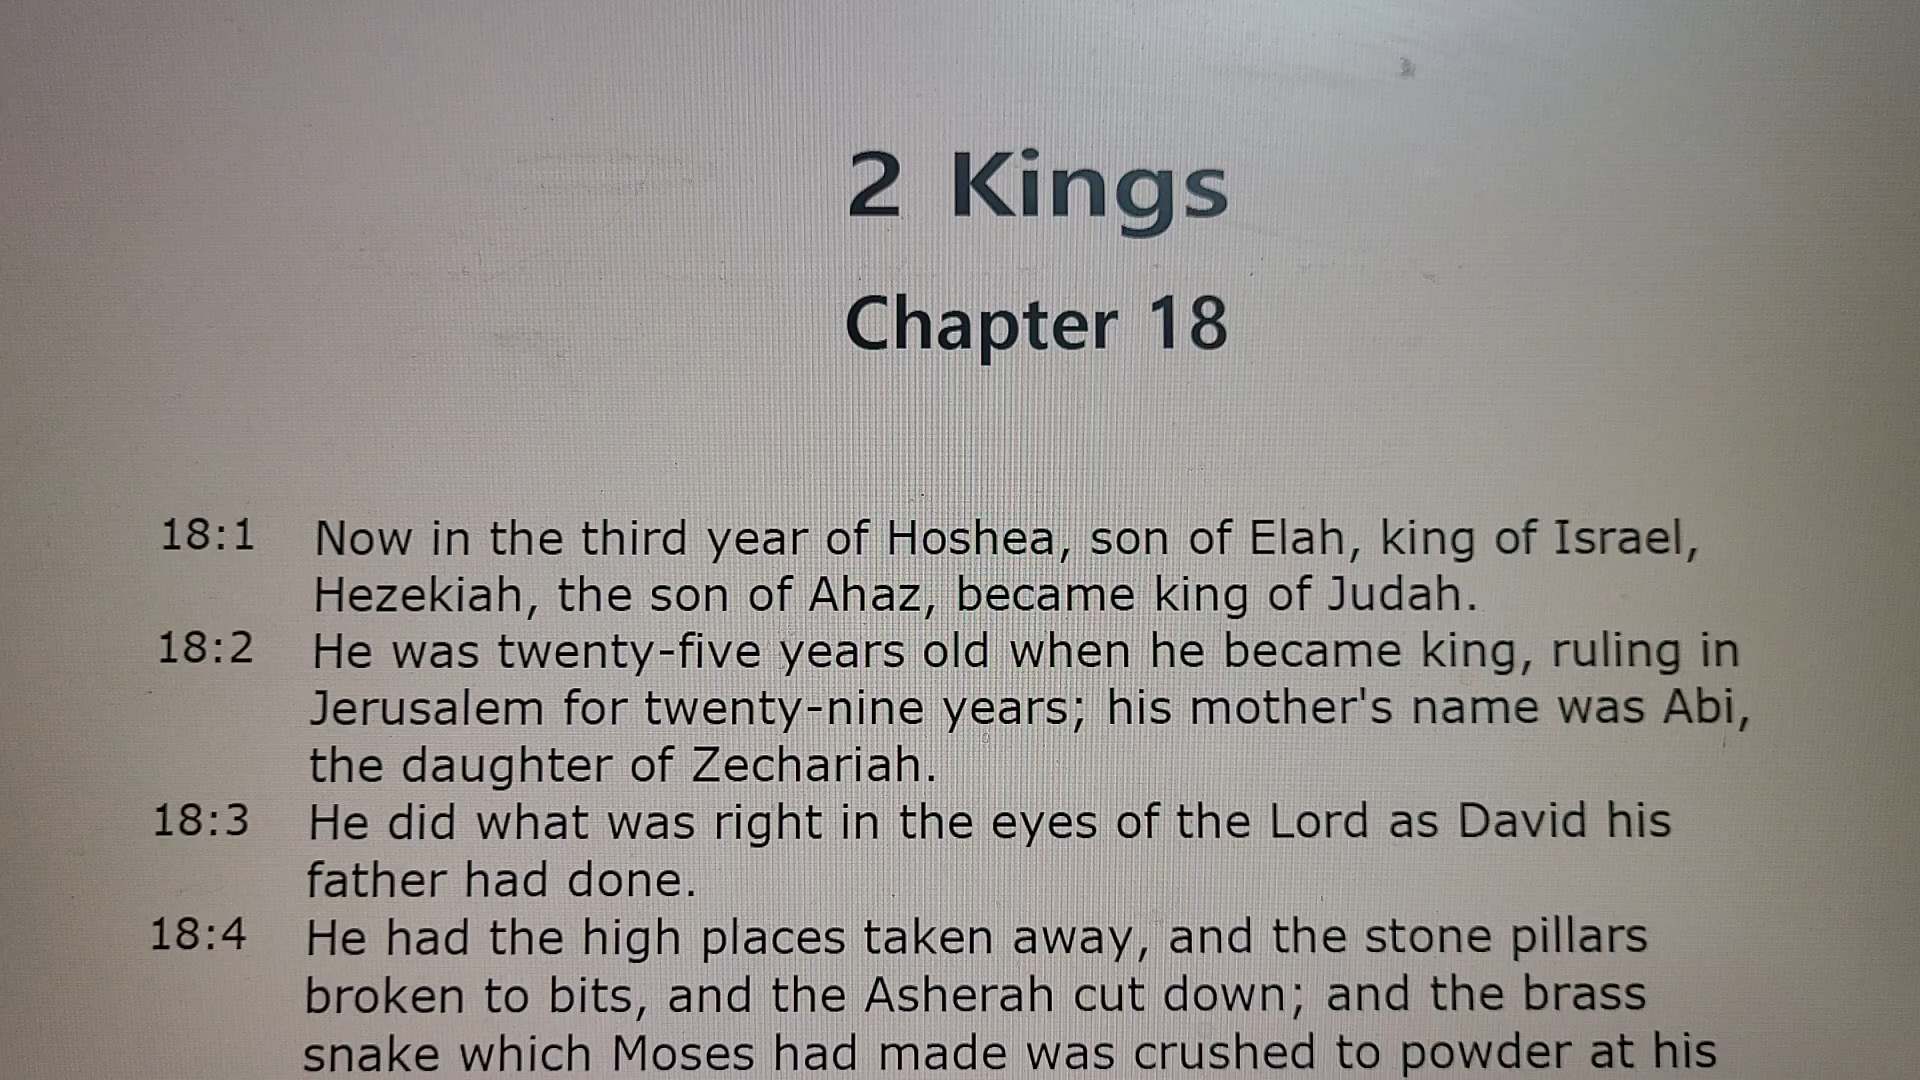 2 Kings
Chapter 18
18:1 Now in the third year of Hoshea, son of Elah, king of Israel,
Hezekiah, the son of Ahaz, became king of Judah.
18:2 He was twenty-five years old when he became king, ruling in
Jerusalem for twenty-nine years; his mother's name was Abi,
the daughter of Zechariah.
18:3 He did what was right in the eyes of the Lord as David his
father had done.
18:4 He had the high places taken away, and the stone pillars
broken to bits, and the Asherah cut down; and the brass
snake which Moses had made was crushed to powder at his